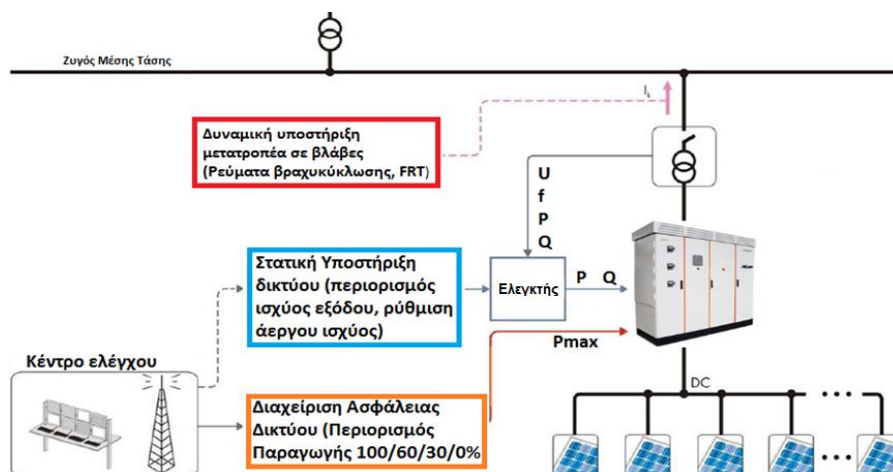 Ζυγός Μέσης Τάσης
Iₖ
Δυναμική υποστήριξη
μετατροπέα σε βλάβες
(Ρεύματα βραχυκύκλωσης, FRT)
U
f
P
Q
Στατική Υποστήριξη
δικτύου (περιορισμός
ισχύος εξόδου, ρύθμιση
άεργου ισχύος)
Ελεγκτής
P Q
Pmax
Κέντρο ελέγχου
Διαχείριση Ασφάλειας
Δικτύου (Περιορισμός
Παραγωγής 100/60/30/0%
DC